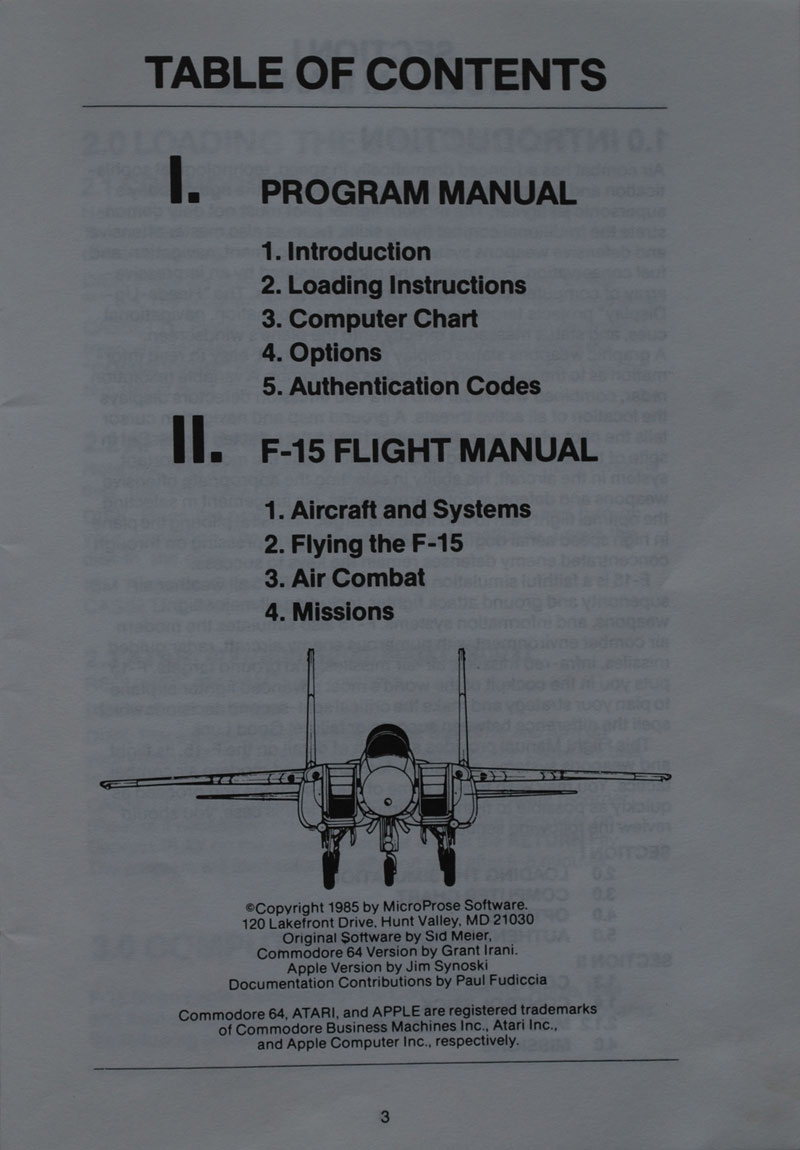 TABLE OF CONTENTS
I. PROGRAM MANUAL
1. Introduction
2. Loading Instructions
3. Computer Chart
4. Options
5. Authentication Codes
II. F-15 FLIGHT MANUAL
1. Aircraft and Systems
2. Flying the F-15
3. Air Combat
4. Missions
©Copyright 1985 by MicroProse Software.
120 Lakefront Drive, Hunt Valley, MD 21030
Original Software by Sid Meier,
Commodore 64 Version by Grant Irani.
Apple Version by Jim Synoski
Documentation Contributions by Paul Fudiccia
Commodore 64, ATARI, and APPLE are registered trademarks
of Commodore Business Machines Inc., Atari Inc.,
and Apple Computer Inc., respectively.
3